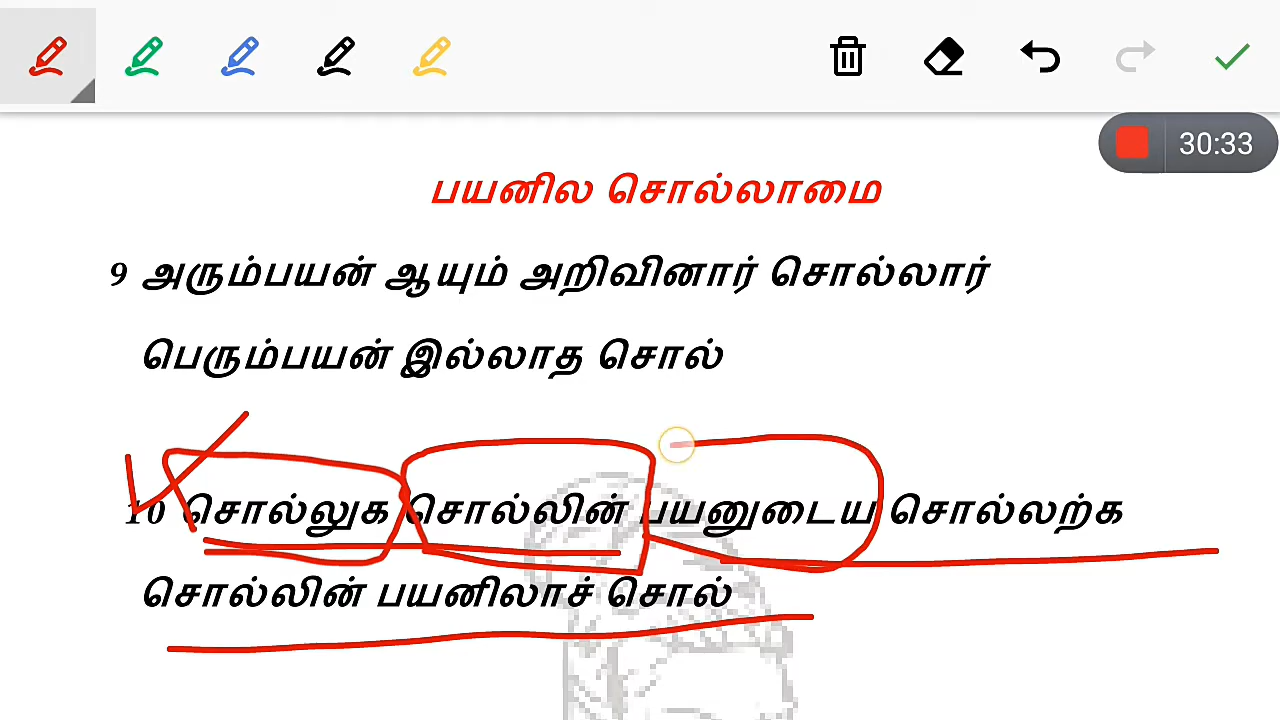 30:33
பயனில சொல்லாமை
9 அரும்பயன் ஆயும் அறிவினார் சொல்லார்
பெரும்பயன் இல்லாத சொல்
10 சொல்லுக சொல்லின் பயனுடைய சொல்லற்க
சொல்லின் பயனிலாச் சொல்